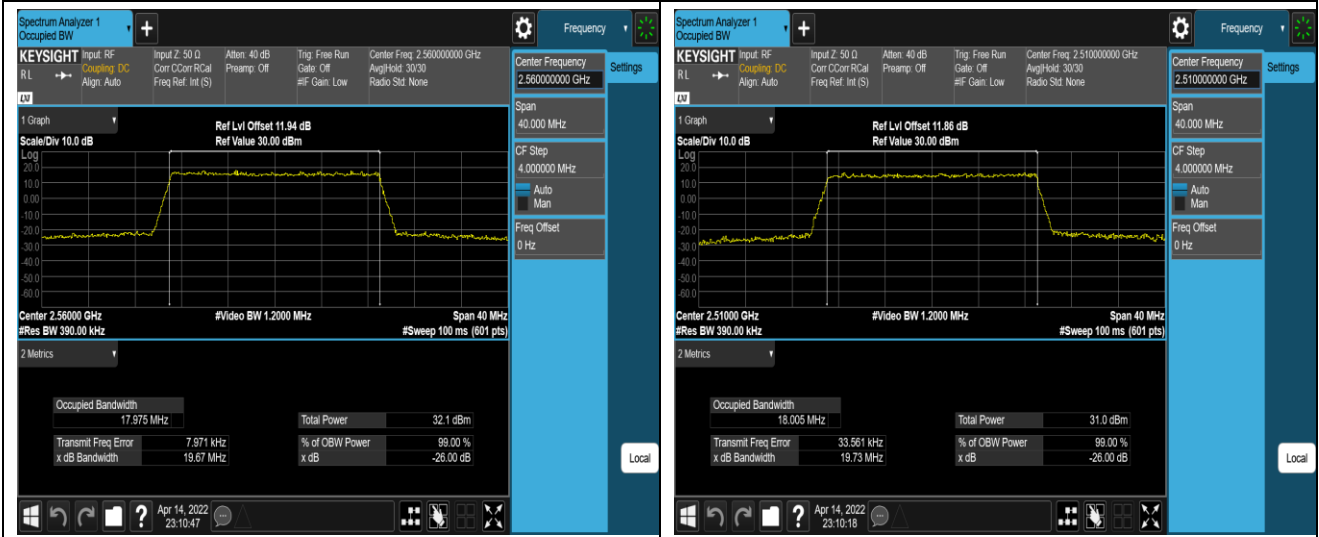 Spectrum Analyzer 1
Occupied BW
Frequency
KEYSIGHT Input: RF Input Z: 50 Ω Atten: 40 dB Trig: Free Run Center Freq: 2.560000000 GHz
RL Coupling: DC Corr CCorr RCal Preamp: Off Gate: Off Avg|Hold: 30/30
Align: Auto Freq Ref: Int (S) #IF Gain: Low Radio Std: None
LXI
Center Frequency
2.560000000 GHz
Settings
Span
40.000 MHz
CF Step
4.000000 MHz
Auto
Man
Freq Offset
0 Hz
1 Graph
Ref Lvl Offset 11.94 dB
Scale/Div 10.0 dB Ref Value 30.00 dBm
Log
20.0
10.0
0.00
-10.0
-20.0
-30.0
-40.0
-50.0
-60.0
Center 2.56000 GHz #Video BW 1.2000 MHz Span 40 MHz
#Res BW 390.00 kHz #Sweep 100 ms (601 pts)
2 Metrics
Occupied Bandwidth
17.975 MHz Total Power 32.1 dBm
Transmit Freq Error 7.971 kHz % of OBW Power 99.00 %
x dB Bandwidth 19.67 MHz x dB -26.00 dB
Local
? Apr 14, 2022
23:10:47
Spectrum Analyzer 1
Occupied BW
Frequency
KEYSIGHT Input: RF Input Z: 50 Ω Atten: 40 dB Trig: Free Run Center Freq: 2.510000000 GHz
RL Coupling: DC Corr CCorr RCal Preamp: Off Gate: Off Avg|Hold: 30/30
Align: Auto Freq Ref: Int (S) #IF Gain: Low Radio Std: None
LXI
Center Frequency
2.510000000 GHz
Settings
Span
40.000 MHz
CF Step
4.000000 MHz
Auto
Man
Freq Offset
0 Hz
1 Graph
Ref Lvl Offset 11.86 dB
Scale/Div 10.0 dB Ref Value 30.00 dBm
Log
20.0
10.0
0.00
-10.0
-20.0
-30.0
-40.0
-50.0
-60.0
Center 2.51000 GHz #Video BW 1.2000 MHz Span 40 MHz
#Res BW 390.00 kHz #Sweep 100 ms (601 pts)
2 Metrics
Occupied Bandwidth
18.005 MHz Total Power 31.0 dBm
Transmit Freq Error 33.561 kHz % of OBW Power 99.00 %
x dB Bandwidth 19.73 MHz x dB -26.00 dB
Local
? Apr 14, 2022
23:10:18